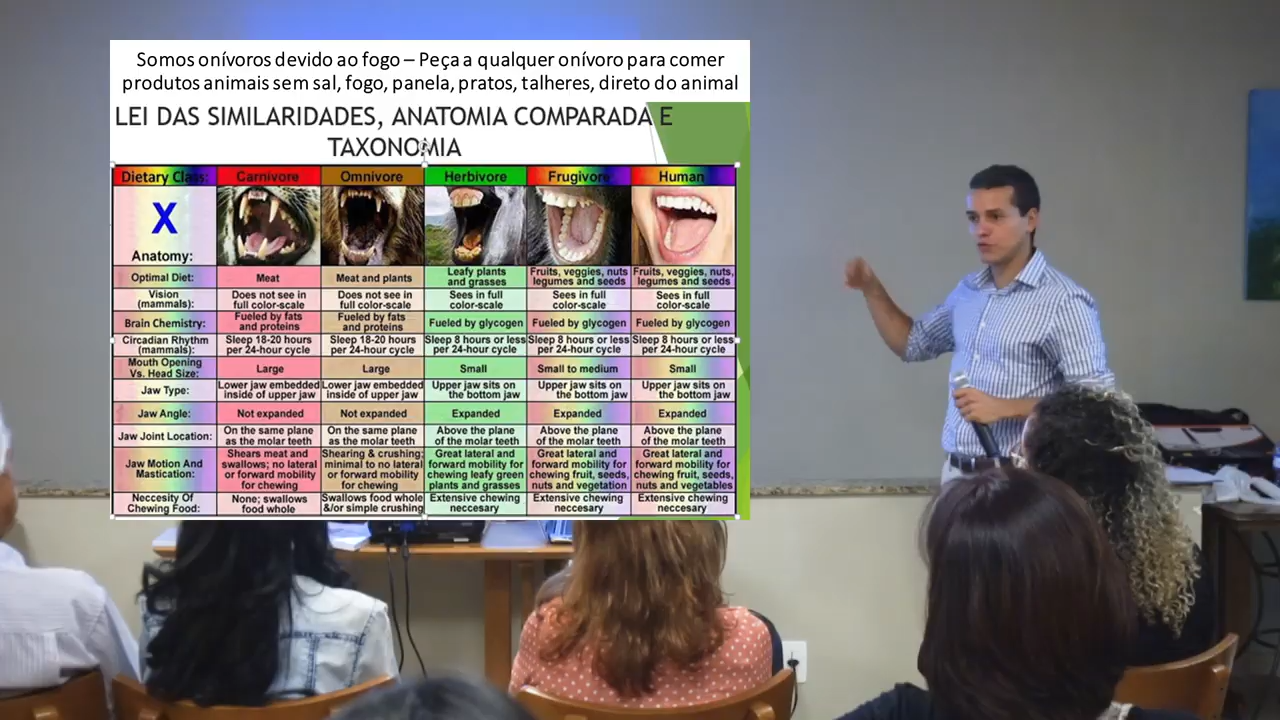 Somos onívoros devido ao fogo – Peça a qualquer onívoro para comer
produtos animais sem sal, fogo, panela, pratos, talheres, direto do animal
LEI DAS SIMILARIDADES, ANATOMIA COMPARADA E
TAXONOMIA
Dietary Class: Carnivore Omnivore Herbivore Frugivore Human
X
Anatomy:
Optimal Diet: Meat Meat and plants Leafy plants and grasses Fruits, veggies, nuts legumes and seeds Fruits, veggies, nuts, legumes and seeds
Vision (mammals): Does not see in full color-scale Does not see in full color-scale Sees in full color-scale Sees in full color-scale Sees in full color-scale
Brain Chemistry: Fueled by fats and proteins Fueled by fats and proteins Fueled by glycogen Fueled by glycogen Fueled by glycogen
Circadian Rhythm (mammals): Sleep 18-20 hours per 24-hour cycle Sleep 18-20 hours per 24-hour cycle Sleep 8 hours or less per 24-hour cycle Sleep 8 hours or less per 24-hour cycle Sleep 8 hours or less per 24-hour cycle
Mouth Opening Vs. Head Size: Large Large Small Small to medium Small
Jaw Type: Lower jaw embedded inside of upper jaw Lower jaw embedded inside of upper jaw Upper jaw sits on the bottom jaw Upper jaw sits on the bottom jaw Upper jaw sits on the bottom jaw
Jaw Angle: Not expanded Not expanded Expanded Expanded Expanded
Jaw Joint Location: On the same plane as the molar teeth On the same plane as the molar teeth Above the plane of the molar teeth Above the plane of the molar teeth Above the plane of the molar teeth
Jaw Motion And Mastication: Shears meat and swallows; no lateral or forward mobility for chewing Shearing & crushing; minimal to no lateral or forward mobility for chewing Great lateral and forward mobility for chewing leafy green plants and grasses Great lateral and forward mobility for chewing fruit, seeds, nuts and vegetation Great lateral and forward mobility for chewing fruit, seeds, nuts and vegetables
Neccesity Of Chewing Food: None; swallows food whole Swallows food whole &/or simple crushing Extensive chewing neccesary Extensive chewing neccesary Extensive chewing neccesary